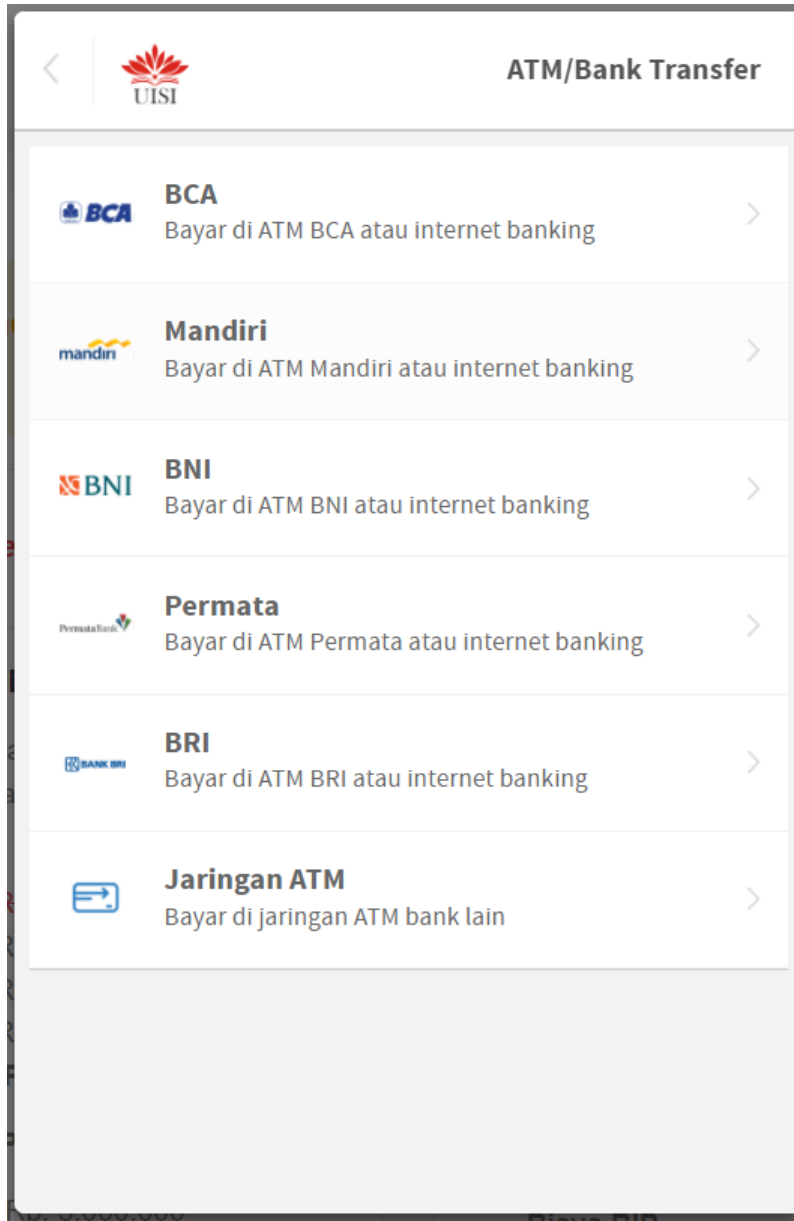 UISI
ATM/Bank Transfer
BCA
BCA
Bayar di ATM BCA atau internet banking
mandiri
Mandiri
Bayar di ATM Mandiri atau internet banking
BNI
BNI
Bayar di ATM BNI atau internet banking
PermataBank
Permata
Bayar di ATM Permata atau internet banking
BANK BRI
BRI
Bayar di ATM BRI atau internet banking
Jaringan ATM
Bayar di jaringan ATM bank lain